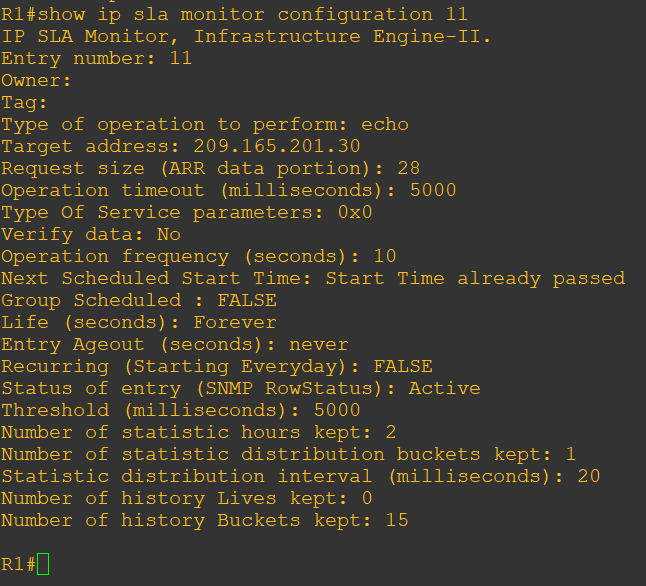 R1#show ip sla monitor configuration 11
IP SLA Monitor, Infrastructure Engine-II.
Entry number: 11
Owner:
Tag:
Type of operation to perform: echo
Target address: 209.165.201.30
Request size (ARR data portion): 28
Operation timeout (milliseconds): 5000
Type Of Service parameters: 0x0
Verify data: No
Operation frequency (seconds): 10
Next Scheduled Start Time: Start Time already passed
Group Scheduled : FALSE
Life (seconds): Forever
Entry Ageout (seconds): never
Recurring (Starting Everyday): FALSE
Status of entry (SNMP RowStatus): Active
Threshold (milliseconds): 5000
Number of statistic hours kept: 2
Number of statistic distribution buckets kept: 1
Statistic distribution interval (milliseconds): 20
Number of history Lives kept: 0
Number of history Buckets kept: 15
R1#